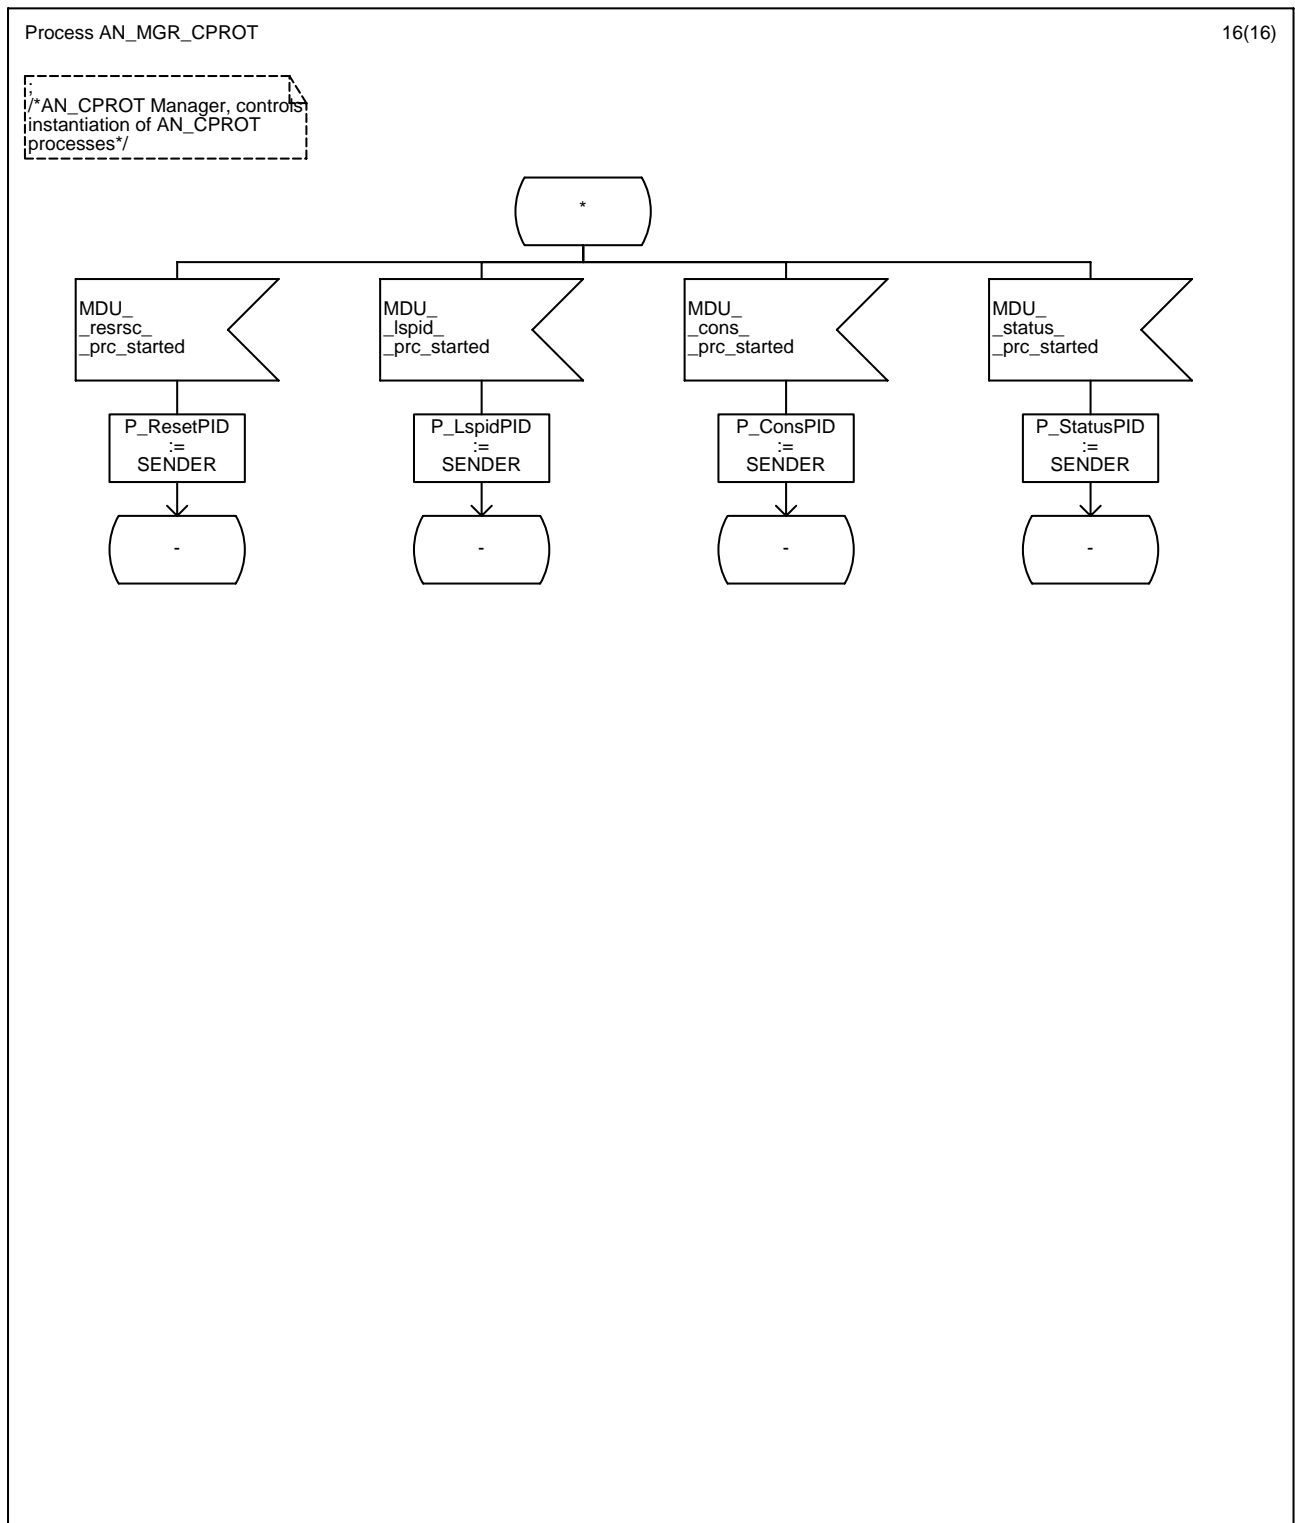 Process AN_MGR_CPROT
16(16)
;
/*AN_CPROT Manager, controls
instantiation of AN_CPROT
processes*/
*
MDU_
_resrsc_
_prc_started
MDU_
_lspid_
_prc_started
MDU_
_cons_
_prc_started
MDU_
_status_
_prc_started
P_ResetPID
:=
SENDER
P_LspidPID
:=
SENDER
P_ConsPID
:=
SENDER
P_StatusPID
:=
SENDER
-
-
-
-